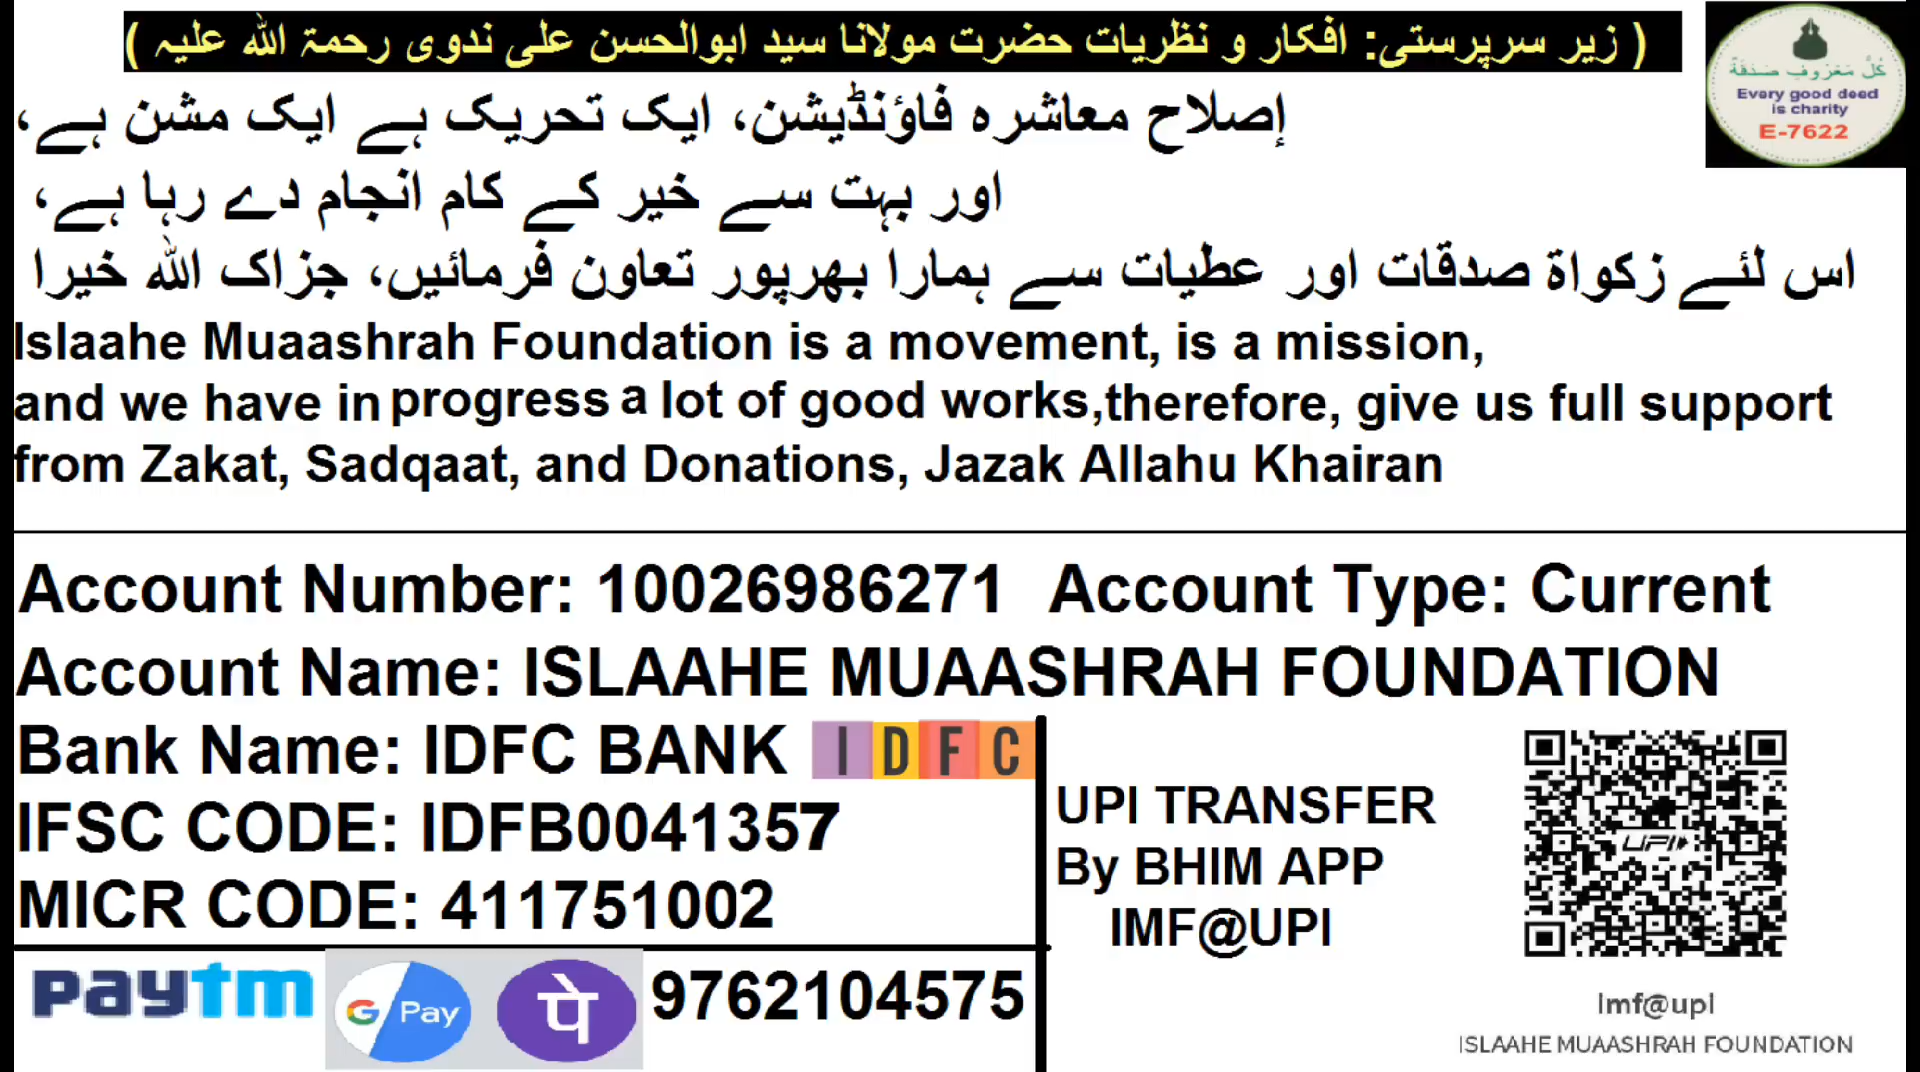 ( زیر سرپرستی: افکار و نظریات حضرت مولانا سید ابوالحسن علی ندوی رحمۃ اللہ علیہ )
كُلُّ مَعْرُوفٍ صَدَقَةٌ
Every good deed
is charity
E-7622
إصلاح معاشرہ فاؤنڈیشن، ایک تحریک ہے ایک مشن ہے،
اور بہت سے خیر کے کام انجام دے رہا ہے،
اس لئے زکواۃ صدقات اور عطیات سے ہمارا بھرپور تعاون فرمائیں، جزاک اللہ خیرا
Islaahe Muaashrah Foundation is a movement, is a mission,
and we have in progress a lot of good works,therefore, give us full support
from Zakat, Sadqaat, and Donations, Jazak Allahu Khairan
Account Number: 10026986271 Account Type: Current
Account Name: ISLAAHE MUAASHRAH FOUNDATION
Bank Name: IDFC BANK IDFC
IFSC CODE: IDFB0041357
MICR CODE: 411751002
paytm G Pay पे 9762104575
UPI TRANSFER
By BHIM APP
IMF@UPI
UPI
imf@upi
ISLAAHE MUAASHRAH FOUNDATION